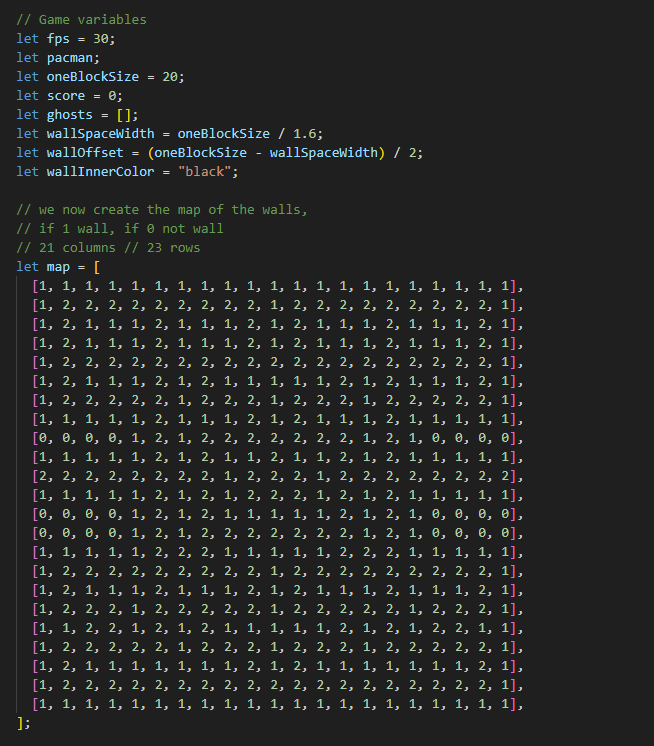 // Game variables
let fps = 30;
let pacman;
let oneBlockSize = 20;
let score = 0;
let ghosts = [];
let wallSpaceWidth = oneBlockSize / 1.6;
let wallOffset = (oneBlockSize - wallSpaceWidth) / 2;
let wallInnerColor = "black";

// we now create the map of the walls,
// if 1 wall, if 0 not wall
// 21 columns // 23 rows
let map = [
[1, 1, 1, 1, 1, 1, 1, 1, 1, 1, 1, 1, 1, 1, 1, 1, 1, 1, 1, 1, 1],
[1, 2, 2, 2, 2, 2, 2, 2, 2, 2, 1, 2, 2, 2, 2, 2, 2, 2, 2, 2, 1],
[1, 2, 1, 1, 1, 2, 1, 1, 1, 2, 1, 2, 1, 1, 1, 2, 1, 1, 1, 2, 1],
[1, 2, 1, 1, 1, 2, 1, 1, 1, 2, 1, 2, 1, 1, 1, 2, 1, 1, 1, 2, 1],
[1, 2, 2, 2, 2, 2, 2, 2, 2, 2, 2, 2, 2, 2, 2, 2, 2, 2, 2, 2, 1],
[1, 2, 1, 1, 1, 2, 1, 2, 1, 1, 1, 1, 1, 2, 1, 2, 1, 1, 1, 2, 1],
[1, 2, 2, 2, 2, 2, 1, 2, 2, 2, 1, 2, 2, 2, 1, 2, 2, 2, 2, 2, 1],
[1, 1, 1, 1, 1, 2, 1, 1, 1, 2, 1, 2, 1, 1, 1, 2, 1, 1, 1, 1, 1],
[0, 0, 0, 0, 1, 2, 1, 2, 2, 2, 2, 2, 2, 2, 1, 2, 1, 0, 0, 0, 0],
[1, 1, 1, 1, 1, 2, 1, 2, 1, 1, 2, 1, 1, 2, 1, 2, 1, 1, 1, 1, 1],
[2, 2, 2, 2, 2, 2, 2, 2, 1, 2, 2, 2, 1, 2, 2, 2, 2, 2, 2, 2, 2],
[1, 1, 1, 1, 1, 2, 1, 2, 1, 2, 2, 2, 1, 2, 1, 2, 1, 1, 1, 1, 1],
[0, 0, 0, 0, 1, 2, 1, 2, 1, 1, 1, 1, 1, 2, 1, 2, 1, 0, 0, 0, 0],
[0, 0, 0, 0, 1, 2, 1, 2, 2, 2, 2, 2, 2, 2, 1, 2, 1, 0, 0, 0, 0],
[1, 1, 1, 1, 1, 2, 2, 2, 1, 1, 1, 1, 1, 2, 2, 2, 1, 1, 1, 1, 1],
[1, 2, 2, 2, 2, 2, 2, 2, 2, 2, 1, 2, 2, 2, 2, 2, 2, 2, 2, 2, 1],
[1, 2, 1, 1, 1, 2, 1, 1, 1, 2, 1, 2, 1, 1, 1, 2, 1, 1, 1, 2, 1],
[1, 2, 2, 2, 1, 2, 2, 2, 2, 2, 1, 2, 2, 2, 2, 2, 1, 2, 2, 2, 1],
[1, 1, 2, 2, 1, 2, 1, 2, 1, 1, 1, 1, 1, 2, 1, 2, 1, 2, 2, 1, 1],
[1, 2, 2, 2, 2, 2, 1, 2, 2, 2, 1, 2, 2, 2, 1, 2, 2, 2, 2, 2, 1],
[1, 2, 1, 1, 1, 1, 1, 1, 1, 2, 1, 2, 1, 1, 1, 1, 1, 1, 1, 2, 1],
[1, 2, 2, 2, 2, 2, 2, 2, 2, 2, 2, 2, 2, 2, 2, 2, 2, 2, 2, 2, 1],
[1, 1, 1, 1, 1, 1, 1, 1, 1, 1, 1, 1, 1, 1, 1, 1, 1, 1, 1, 1, 1],
];